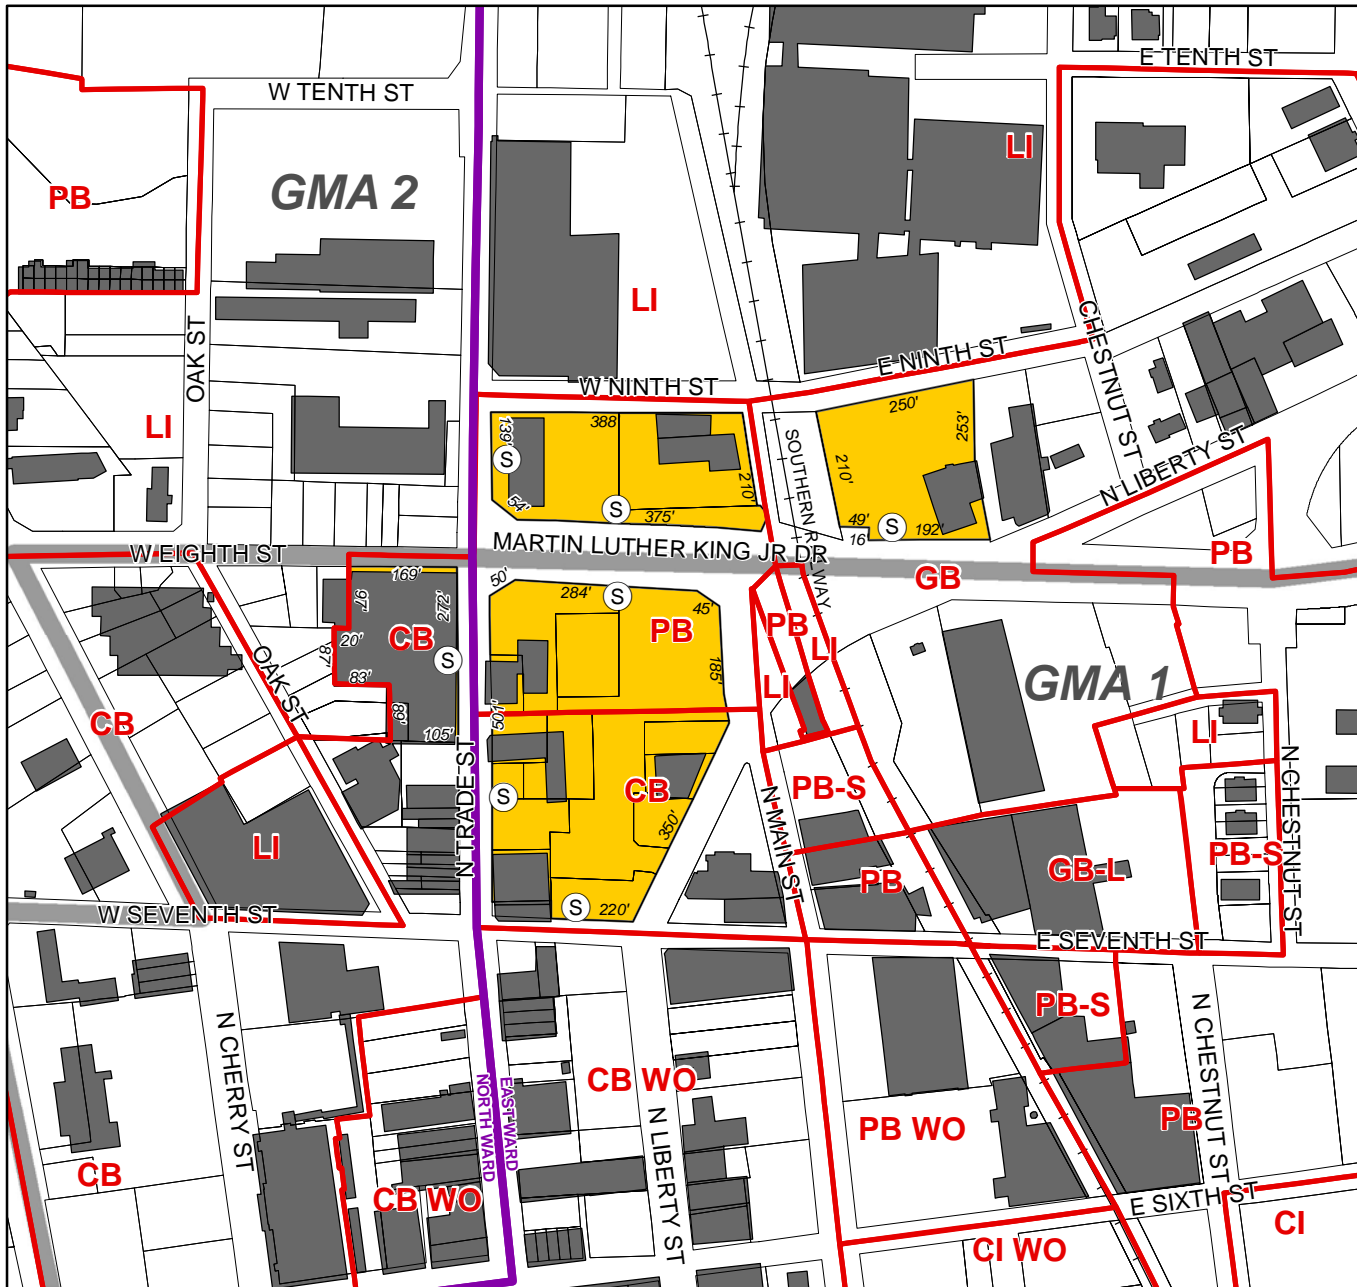 E TENTH ST
W TENTH ST
LI
GMA 2
PB
LI
CHESTNUT ST
OAK ST
E NINTH ST
W NINTH ST
250'
388
139'
253'
LI
SOUTHERN RAILWAY
N LIBERTY ST
S
210'
210'
54'
S
375'
49'
S
192'
16'
MARTIN LUTHER KING JR DR
W EIGHTH ST
PB
GB
169'
50'
284'
S
97'
272'
45'
PB
PB
20'
CB
LI
87'
S
OAK ST
83'
185'
LI
GMA 1
89'
501'
CB
105'
LI
N TRADE ST
N CHESTNUT ST
PB-S
S
CB
N MAIN ST
350'
LI
PB-S
GB-L
PB
S
220'
W SEVENTH ST
E SEVENTH ST
PB-S
N CHERRY ST
N CHESTNUT ST
EAST WARD
NORTH WARD
CB WO
N LIBERTY ST
PB WO
PB
CB
CB WO
E SIXTH ST
CI WO
CI